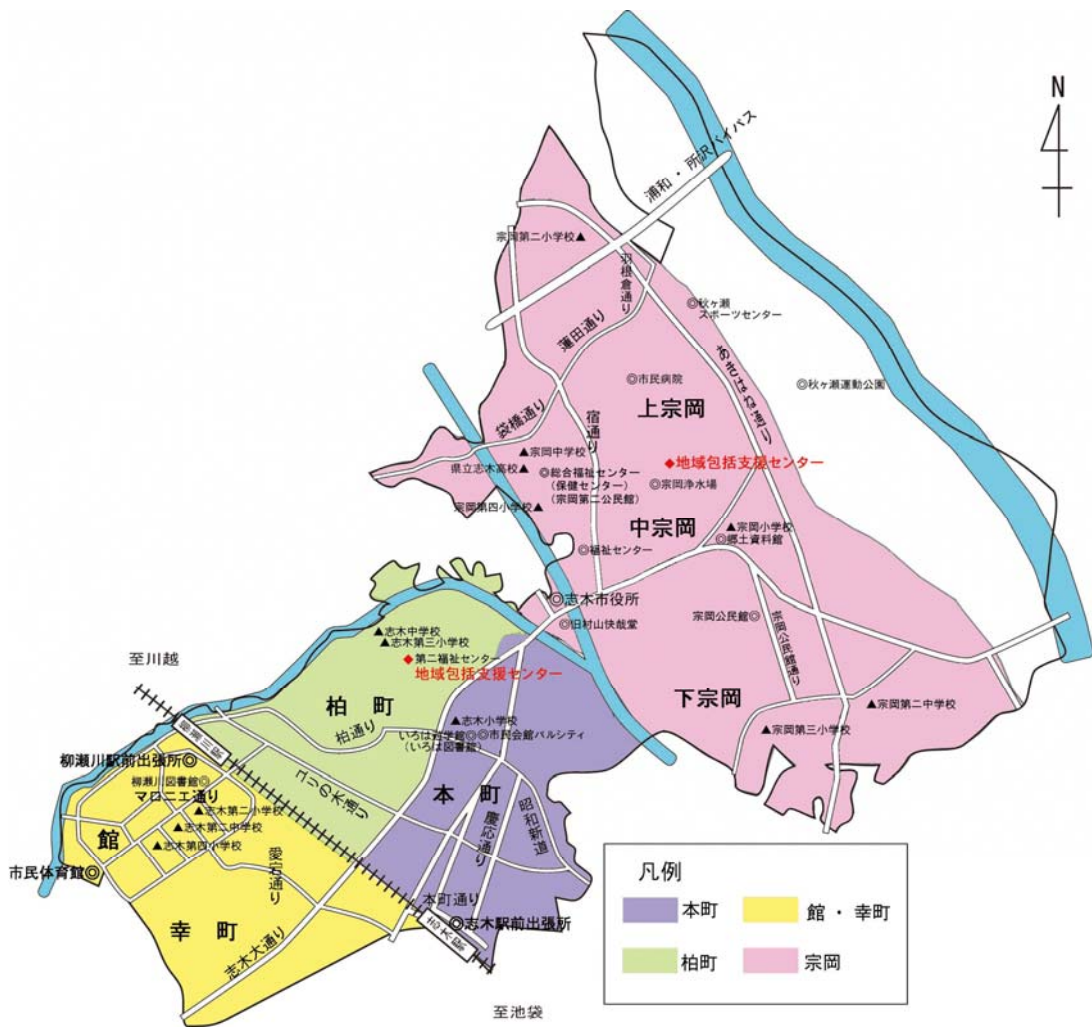 N
浦和・所沢バイパス
宗岡第二小学校▲
羽根倉通り
◎秋ヶ瀬
スポーツセンター
蓮田通り
あきはね通り
◎市民病院
◎秋ヶ瀬運動公園
上宗岡
袋橋通り
宿通り
▲宗岡中学校
県立志木高校▲
◎総合福祉センター
(保健センター)
(宗岡第二公民館)
◆地域包括支援センター
◎宗岡浄水場
宗岡第四小学校▲
中宗岡
▲宗岡小学校
◎郷土資料館
◎福祉センター
◎志木市役所
◎旧村山快哉堂
宗岡公民館◎
宗岡公民館通り
▲志木中学校
▲志木第三小学校
◆第二福祉センター
地域包括支援センター
至川越
下宗岡
▲宗岡第二中学校
▲宗岡第三小学校
柏町
柏通り
▲志木小学校
いろは遊学館◎
(いろは図書館)
◎市民会館パルシティ
柳瀬川駅
柳瀬川駅前出張所◎
柳瀬川図書館◎
マロニエ通り
ユリの木通り
本町
慶応通り
昭和新道
▲志木第二小学校
▲志木第二中学校
▲志木第四小学校
館
市民体育館◎
愛宕通り
本町通り
幸町
志木大通り
志木駅
◎志木駅前出張所
至池袋
凡例
本町
館・幸町
柏町
宗岡